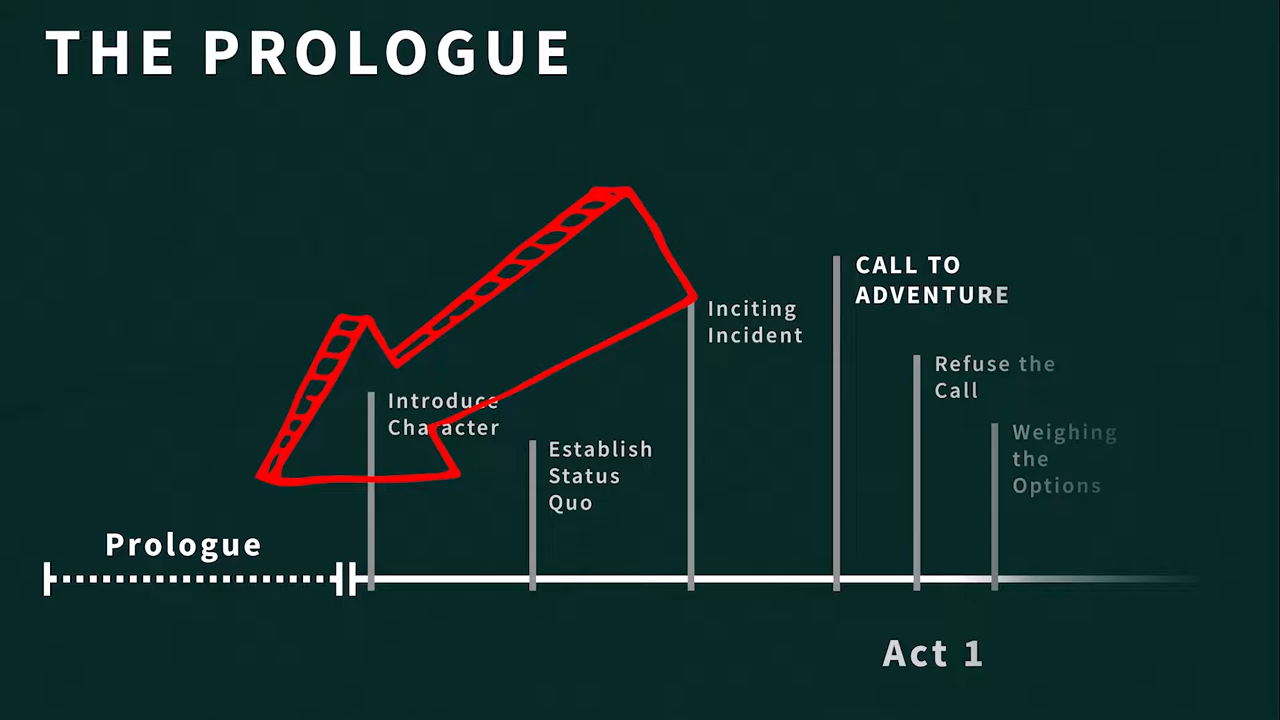 THE PROLOGUE
CALL TO
ADVENTURE
Inciting
Incident
Refuse the
Call
Introduce
Character
Weighing
the
Options
Establish
Status
Quo
Prologue
Act 1